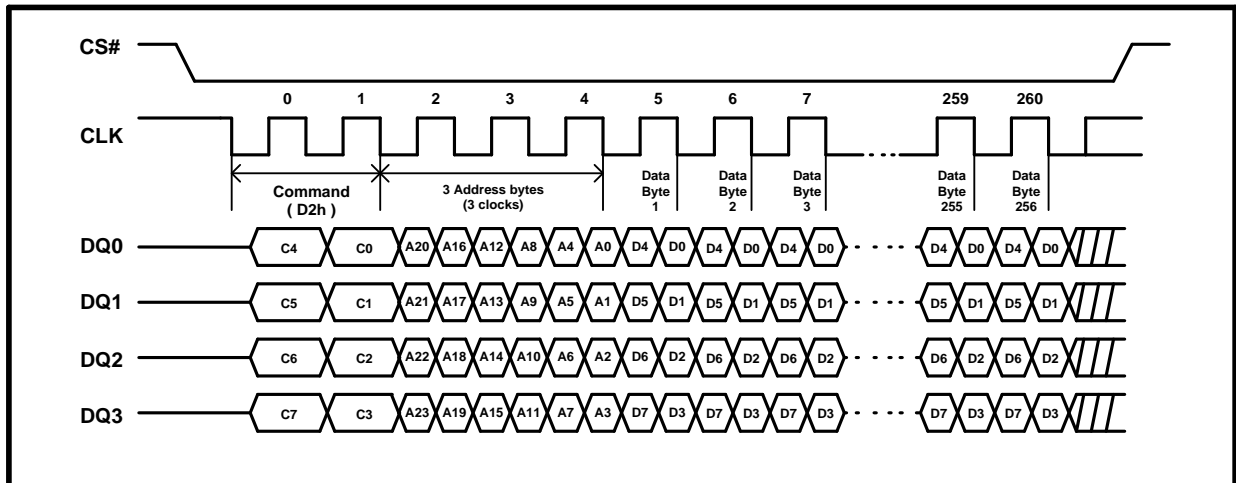 CS#
0 1 2 3 4 5 6 7 259 260
CLK
Command
( D2h )
3 Address bytes
(3 clocks)
Data
Byte
1
Data
Byte
2
Data
Byte
3
Data
Byte
255
Data
Byte
256
DQ0 C4 C0 A20 A16 A12 A8 A4 A0 D4 D0 D4 D0 D4 D0 D4 D0 D4 D0
DQ1 C5 C1 A21 A17 A13 A9 A5 A1 D5 D1 D5 D1 D5 D1 D5 D1 D5 D1
DQ2 C6 C2 A22 A18 A14 A10 A6 A2 D6 D2 D6 D2 D6 D2 D6 D2 D6 D2
DQ3 C7 C3 A23 A19 A15 A11 A7 A3 D7 D3 D7 D3 D7 D3 D7 D3 D7 D3